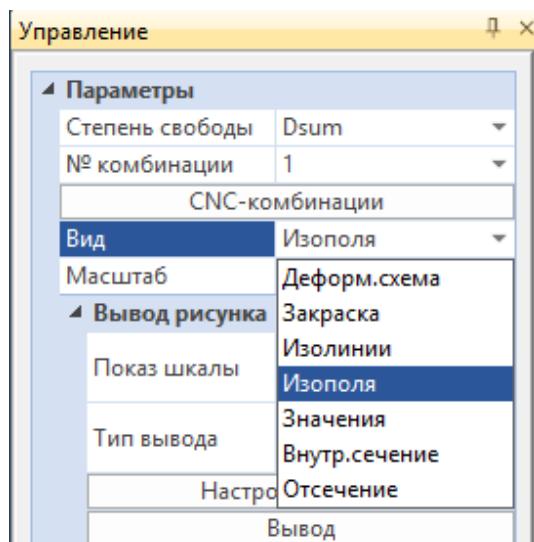 Управление
Параметры
Степень свободы Dsum
№ комбинации 1
CNC-комбинации
Вид Изополя
Масштаб
Деформ.схема
Вывод рисунка
Закраска
Изолинии
Показ шкалы
Изополя
Значения
Тип вывода
Внутр.сечение
Настро
Отсечение
Вывод